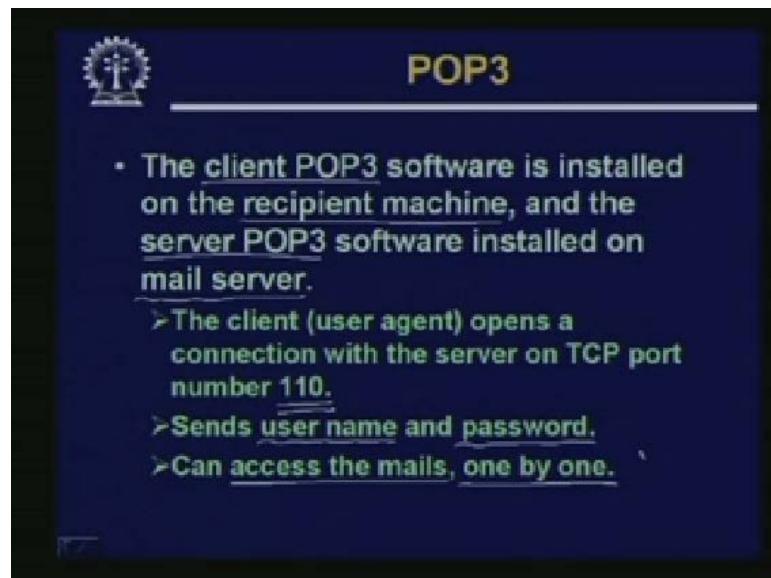 POP3
• The client POP3 software is installed
on the recipient machine, and the
server POP3 software installed on
mail server.
➢The client (user agent) opens a
connection with the server on TCP port
number 110.
➢Sends user name and password.
➢Can access the mails, one by one.